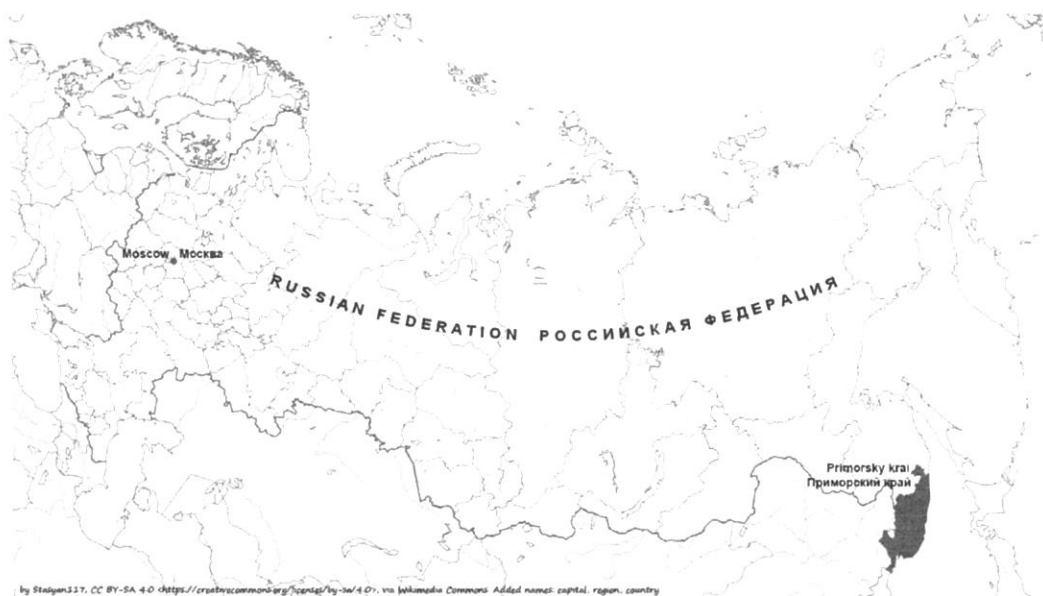 Moscow Москва
RUSSIAN FEDERATION РОССИЙСКАЯ ФЕДЕРАЦИЯ
Primorsky krai
Приморский край
by Stasyan117, CC BY-SA 4.0 <https://creativecommons.org/licenses/by-sa/4.0>, via Wikimedia Commons Added names: capital, region, country